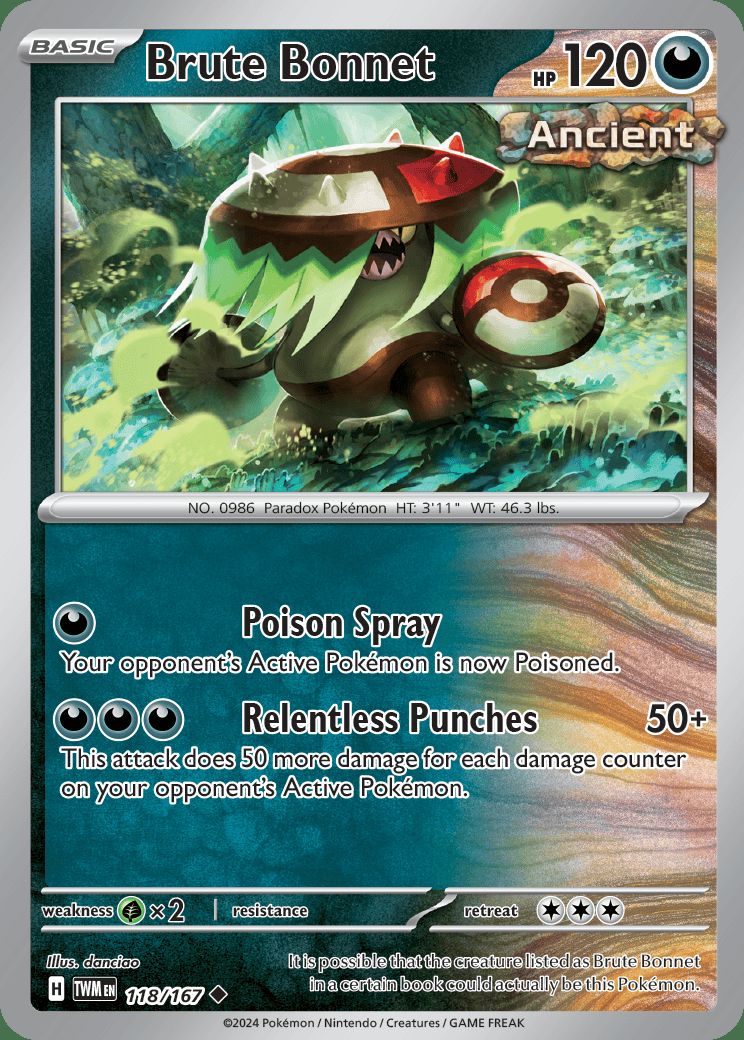 BASIC
Brute Bonnet
HP 120
Ancient
NO. 0986 Paradox Pokémon HT: 3'11" WT: 46.3 lbs.
Poison Spray
Your opponent's Active Pokémon is now Poisoned.
Relentless Punches 50+
This attack does 50 more damage for each damage counter
on your opponent's Active Pokémon.
weakness ×2 resistance retreat
Illus. danciao
It is possible that the creature listed as Brute Bonnet
in a certain book could actually be this Pokémon.
H TWM EN 118/167
©2024 Pokémon / Nintendo / Creatures / GAME FREAK